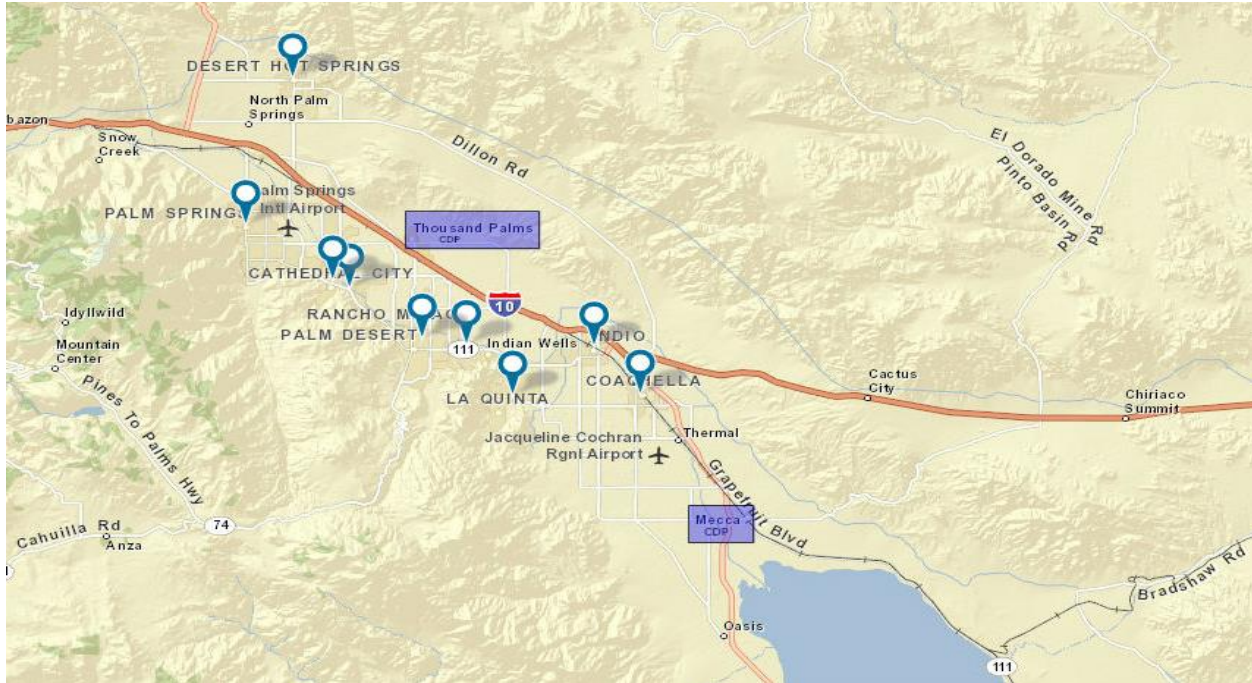 DESERT HOT SPRINGS
North Palm
Springs
bazon
Snow
Creek
Dillon Rd
El Dorado Mine Rd
Pinto Basin Rd
alm Springs
Intl Airport
PALM SPRINGS
Thousand Palms
CDP
CATHEDRAL CITY
10
Idyllwild
RANCHO MIRAG
PALM DESERT
111
Indian Wells
INDIO
Mountain
Center
COACHELLA
Cactus
City
LA QUINTA
Chiriaco
Summit
Pines To Palms Hwy
Jacqueline Cochran
Rgnl Airport
Thermal
Grapefruit Blvd
Mecca
CDP
74
Cahuilla Rd
Anza
Bradshaw Rd
Oasis
111